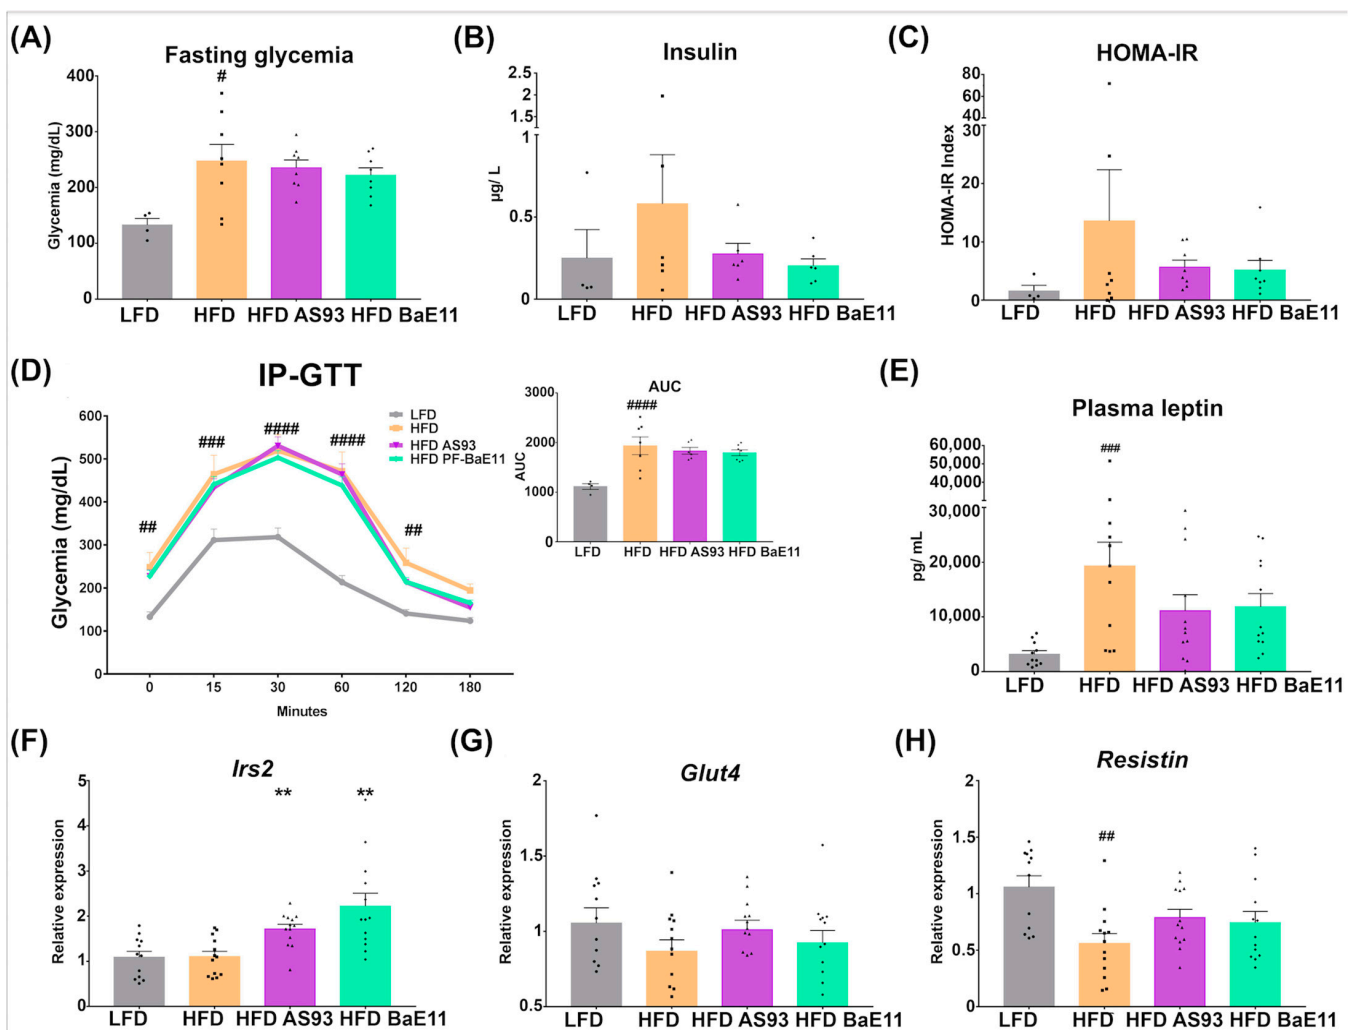 (A)
Fasting glycemia
Glycemia (mg/dL)
400
300
200
100
0
#
LFD
HFD
HFD AS93
HFD BaE11
(B)
Insulin
µg/ L
2.5
2
1.5
1
0.5
0
LFD
HFD
HFD AS93
HFD BaE11
(C)
HOMA-IR
HOMA-IR Index
80
60
40
30
20
10
0
LFD
HFD
HFD AS93
HFD BaE11
(D)
IP-GTT
Glycemia (mg/dL)
600
500
400
300
200
100
0
##
###
####
####
##
LFD
HFD
HFD AS93
HFD PF-BaE11
0
15
30
60
120
180
Minutes
AUC
AUC
3000
2000
1000
0
####
LFD
HFD
HFD AS93
HFD BaE11
(E)
Plasma leptin
pg/ mL
60,000
50,000
40,000
30,000
20,000
10,000
0
###
LFD
HFD
HFD AS93
HFD BaE11
(F)
Irs2
Relative expression
5
4
3
2
1
0
**
**
LFD
HFD
HFD AS93
HFD BaE11
(G)
Glut4
Relative expression
2
1.5
1
0.5
LFD
HFD
HFD AS93
HFD BaE11
(H)
Resistin
Relative expression
2
1.5
1
0.5
0
##
LFD
HFD
HFD AS93
HFD BaE11